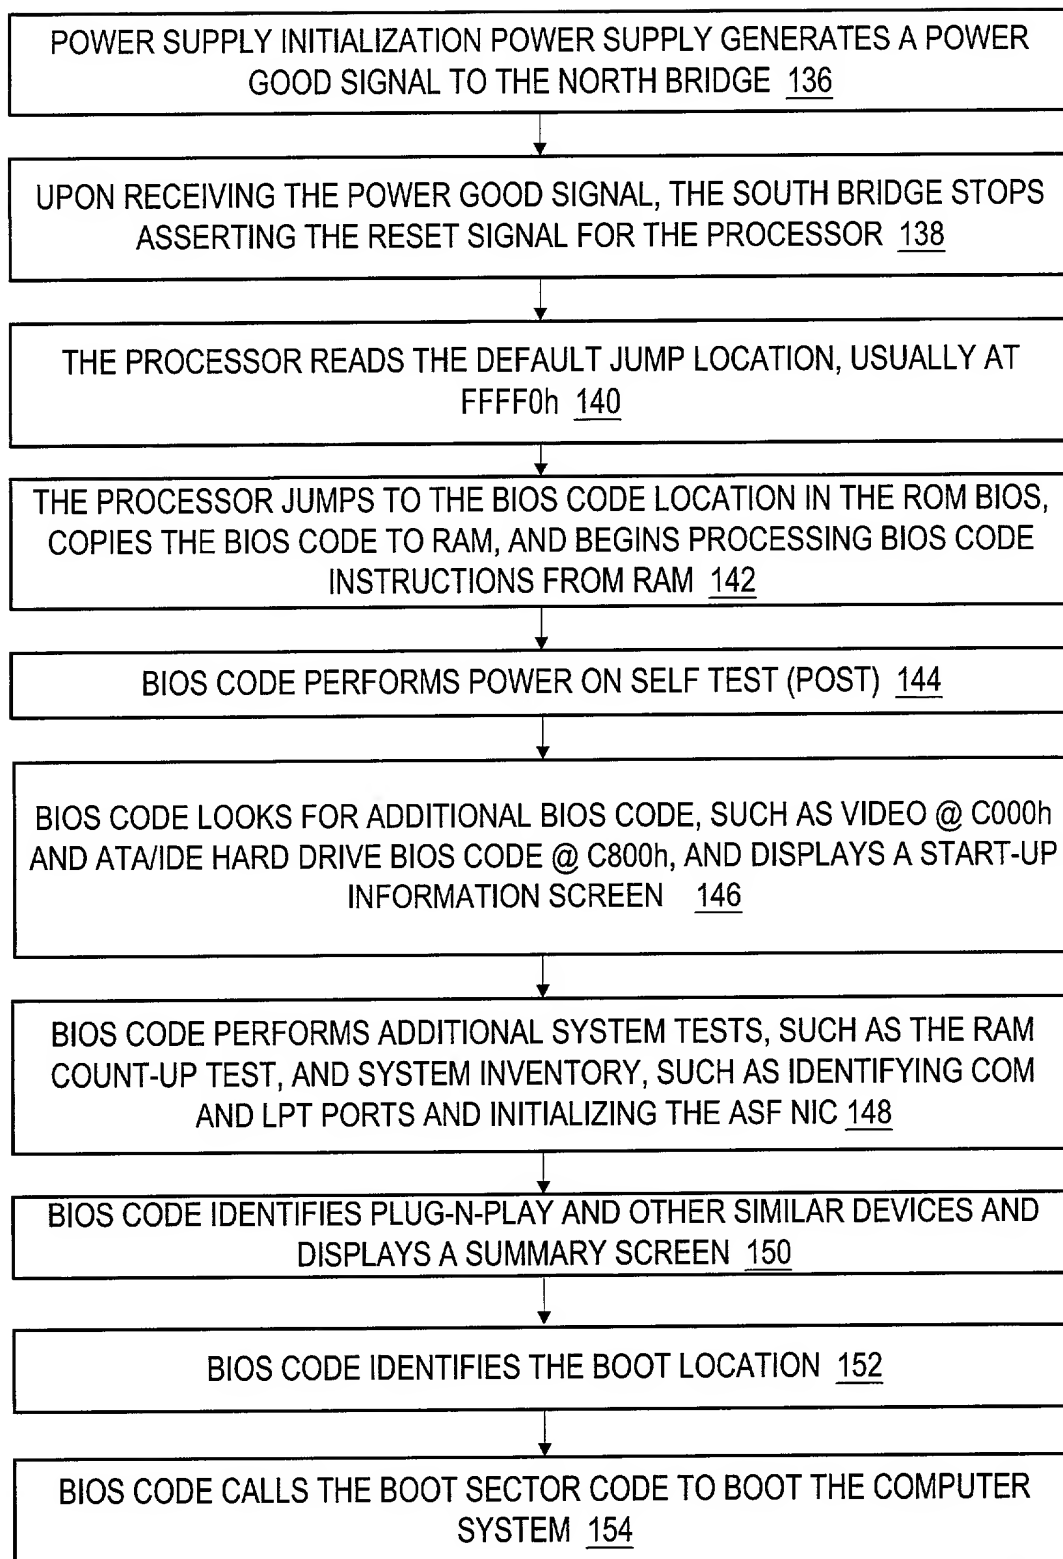 POWER SUPPLY INITIALIZATION POWER SUPPLY GENERATES A POWER
GOOD SIGNAL TO THE NORTH BRIDGE 136
UPON RECEIVING THE POWER GOOD SIGNAL, THE SOUTH BRIDGE STOPS
ASSERTING THE RESET SIGNAL FOR THE PROCESSOR 138
THE PROCESSOR READS THE DEFAULT JUMP LOCATION, USUALLY AT
FFFF0h 140
THE PROCESSOR JUMPS TO THE BIOS CODE LOCATION IN THE ROM BIOS,
COPIES THE BIOS CODE TO RAM, AND BEGINS PROCESSING BIOS CODE
INSTRUCTIONS FROM RAM 142
BIOS CODE PERFORMS POWER ON SELF TEST (POST) 144
BIOS CODE LOOKS FOR ADDITIONAL BIOS CODE, SUCH AS VIDEO @ C000h
AND ATA/IDE HARD DRIVE BIOS CODE @ C800h, AND DISPLAYS A START-UP
INFORMATION SCREEN 146
BIOS CODE PERFORMS ADDITIONAL SYSTEM TESTS, SUCH AS THE RAM
COUNT-UP TEST, AND SYSTEM INVENTORY, SUCH AS IDENTIFYING COM
AND LPT PORTS AND INITIALIZING THE ASF NIC 148
BIOS CODE IDENTIFIES PLUG-N-PLAY AND OTHER SIMILAR DEVICES AND
DISPLAYS A SUMMARY SCREEN 150
BIOS CODE IDENTIFIES THE BOOT LOCATION 152
BIOS CODE CALLS THE BOOT SECTOR CODE TO BOOT THE COMPUTER
SYSTEM 154